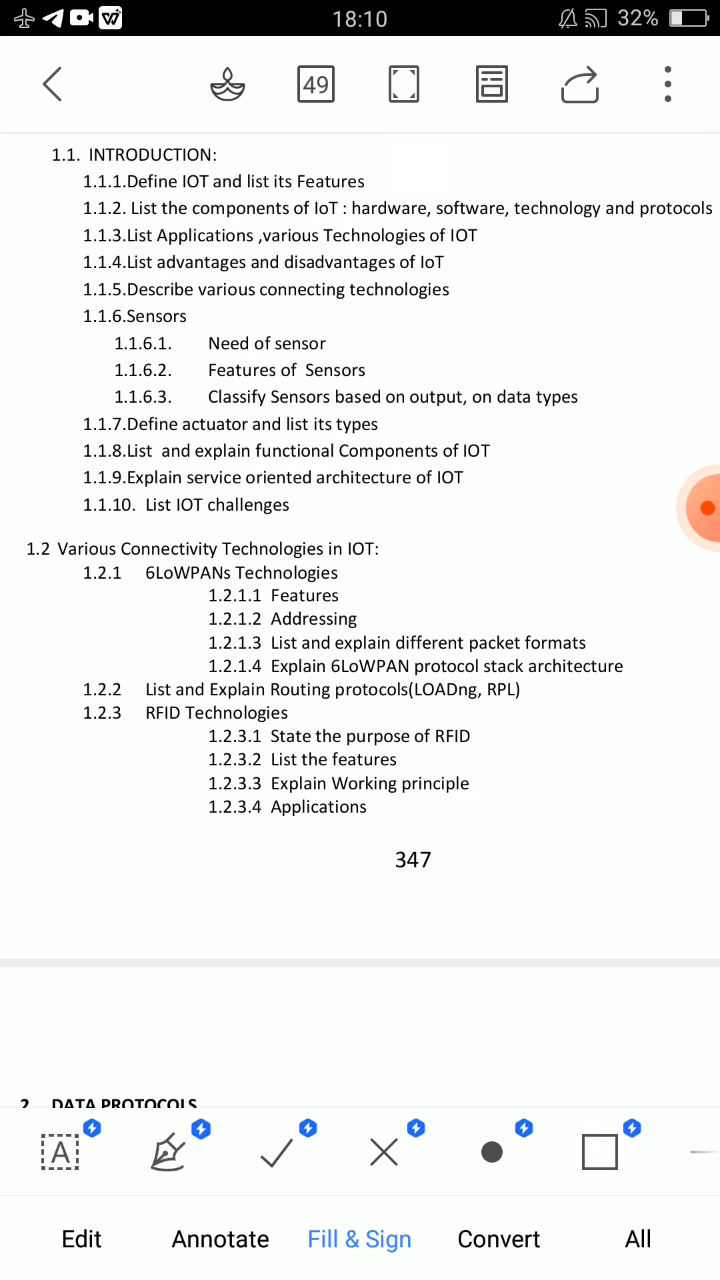 18:10
32%
49
1.1. INTRODUCTION:
1.1.1.Define IOT and list its Features
1.1.2. List the components of IoT : hardware, software, technology and protocols
1.1.3.List Applications ,various Technologies of IOT
1.1.4.List advantages and disadvantages of IoT
1.1.5.Describe various connecting technologies
1.1.6.Sensors
1.1.6.1. Need of sensor
1.1.6.2. Features of Sensors
1.1.6.3. Classify Sensors based on output, on data types
1.1.7.Define actuator and list its types
1.1.8.List and explain functional Components of IOT
1.1.9.Explain service oriented architecture of IOT
1.1.10. List IOT challenges
1.2 Various Connectivity Technologies in IOT:
1.2.1 6LoWPANs Technologies
1.2.1.1 Features
1.2.1.2 Addressing
1.2.1.3 List and explain different packet formats
1.2.1.4 Explain 6LoWPAN protocol stack architecture
1.2.2 List and Explain Routing protocols(LOADng, RPL)
1.2.3 RFID Technologies
1.2.3.1 State the purpose of RFID
1.2.3.2 List the features
1.2.3.3 Explain Working principle
1.2.3.4 Applications
347
2 DATA PROTOCOLS
A
Edit Annotate Fill & Sign Convert All